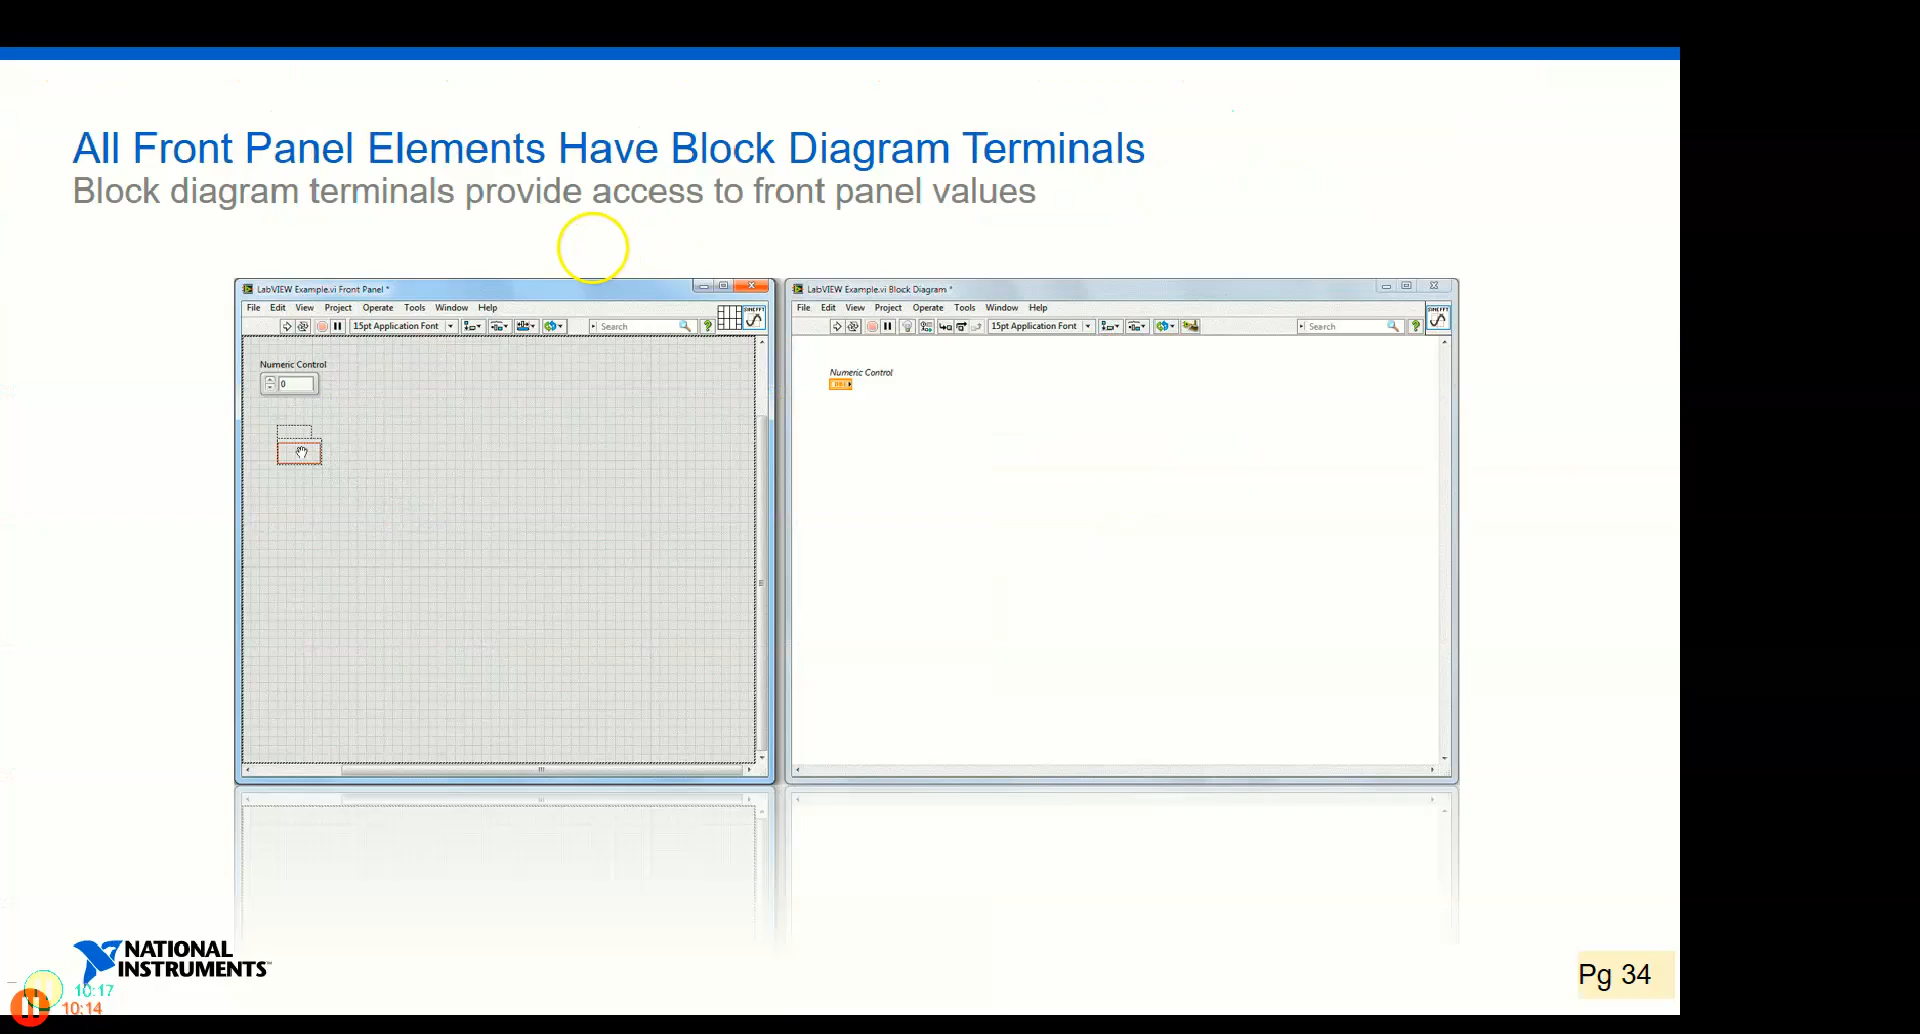 All Front Panel Elements Have Block Diagram Terminals
Block diagram terminals provide access to front panel values
LabVIEW Example.vi Front Panel *
File Edit View Project Operate Tools Window Help
15pt Application Font
Search
Numeric Control
0
LabVIEW Example.vi Block Diagram *
File Edit View Project Operate Tools Window Help
15pt Application Font
Search
Numeric Control
NATIONAL
INSTRUMENTS™
10:17
10:14
Pg 34